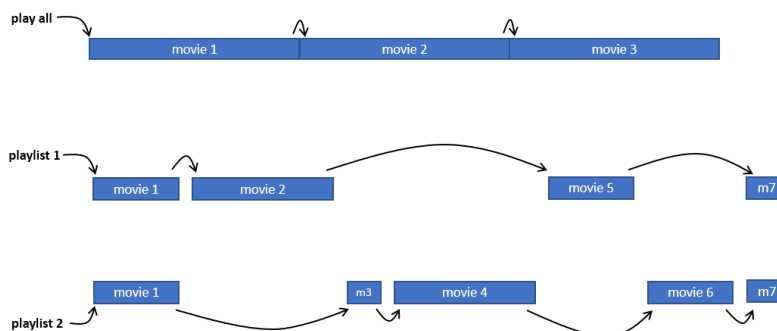 play all
movie 1 movie 2 movie 3
playlist 1
movie 1 movie 2 movie 5 m7
movie 1 m3 movie 4 movie 6 m7
playlist 2